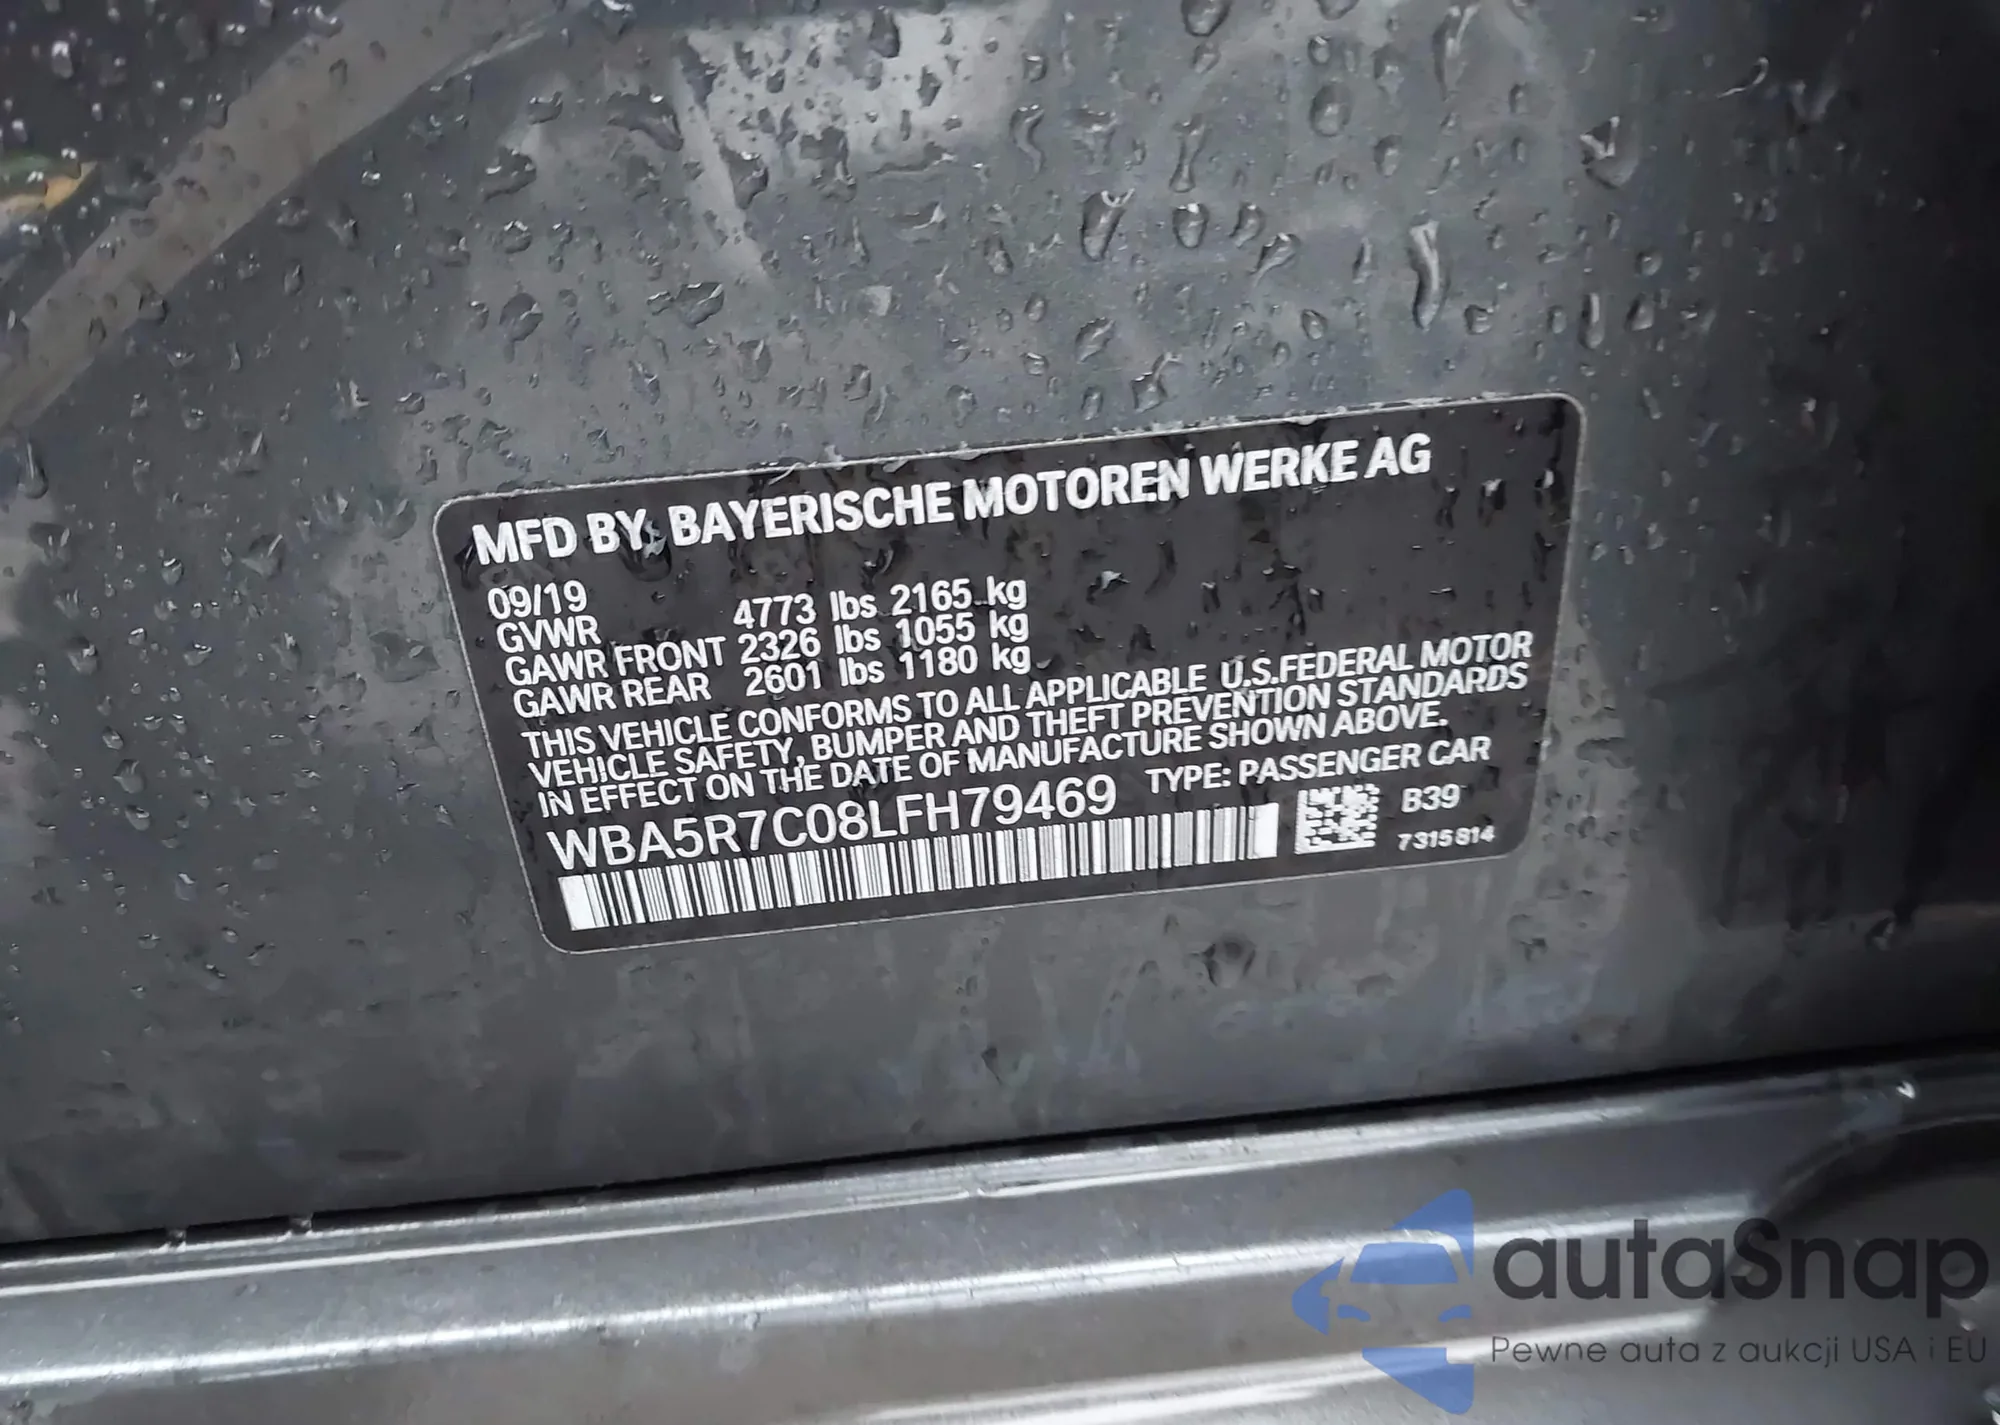 MFD BY: BAYERISCHE MOTOREN WERKE AG
09/19
GVWR 4773 lbs 2165 kg
GAWR FRONT 2326 lbs 1055 kg
GAWR REAR 2601 lbs 1180 kg
THIS VEHICLE CONFORMS TO ALL APPLICABLE U.S.FEDERAL MOTOR
VEHICLE SAFETY, BUMPER AND THEFT PREVENTION STANDARDS
IN EFFECT ON THE DATE OF MANUFACTURE SHOWN ABOVE.
WBA5R7C08LFH79469 TYPE: PASSENGER CAR
B39
7315814
autaSnap
Pewne auta z aukcji USA i EU